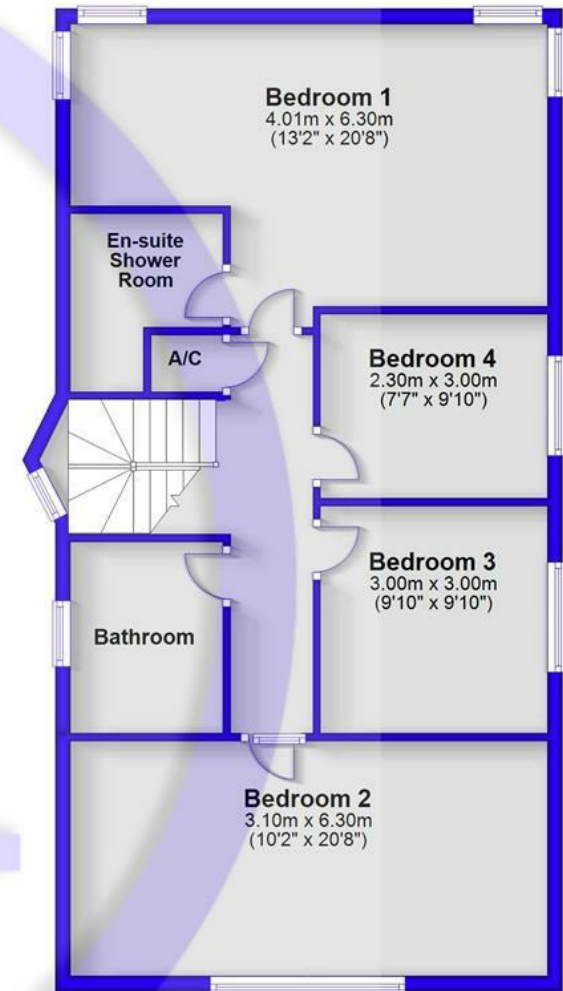 Bedroom 1
4.01m x 6.30m
(13'2" x 20'8")
En-suite
Shower
Room
A/C
Bedroom 4
2.30m x 3.00m
(7'7" x 9'10")
Bedroom 3
3.00m x 3.00m
(9'10" x 9'10")
Bathroom
Bedroom 2
3.10m x 6.30m
(10'2" x 20'8")